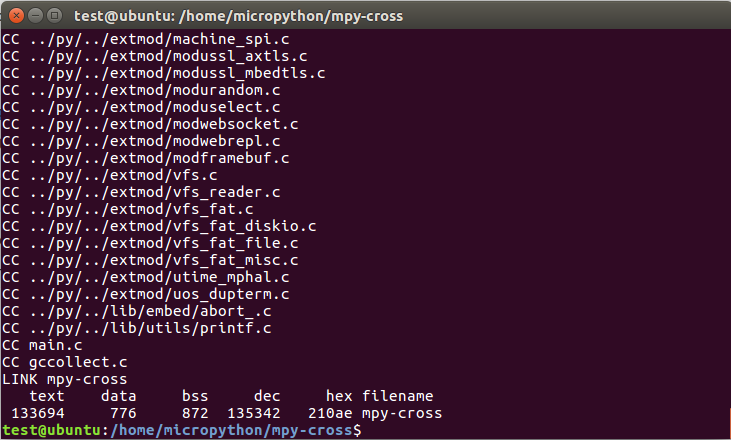 test@ubuntu: /home/micropython/mpy-cross
CC ../py/../extmod/machine_spi.c
CC ../py/../extmod/modussl_axtls.c
CC ../py/../extmod/modussl_mbedtls.c
CC ../py/../extmod/modurandom.c
CC ../py/../extmod/moduselect.c
CC ../py/../extmod/modwebsocket.c
CC ../py/../extmod/modwebrepl.c
CC ../py/../extmod/modframebuf.c
CC ../py/../extmod/vfs.c
CC ../py/../extmod/vfs_reader.c
CC ../py/../extmod/vfs_fat.c
CC ../py/../extmod/vfs_fat_diskio.c
CC ../py/../extmod/vfs_fat_file.c
CC ../py/../extmod/vfs_fat_misc.c
CC ../py/../extmod/utime_mphal.c
CC ../py/../extmod/uos_dupterm.c
CC ../py/../lib/embed/abort_.c
CC ../py/../lib/utils/printf.c
CC main.c
CC gccollect.c
LINK mpy-cross
   text    data     bss     dec     hex filename
 133694     776     872  135342   210ae mpy-cross
test@ubuntu:/home/micropython/mpy-cross$